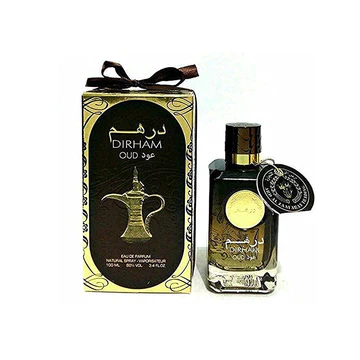 درهم
DIRHAM
OUD عود
EAU DE PARFUM
NATURAL SPRAY - VAPORISATEUR
100 ML 80% VOL 3.4 FL OZ
درهم
DIRHAM
OUD عود